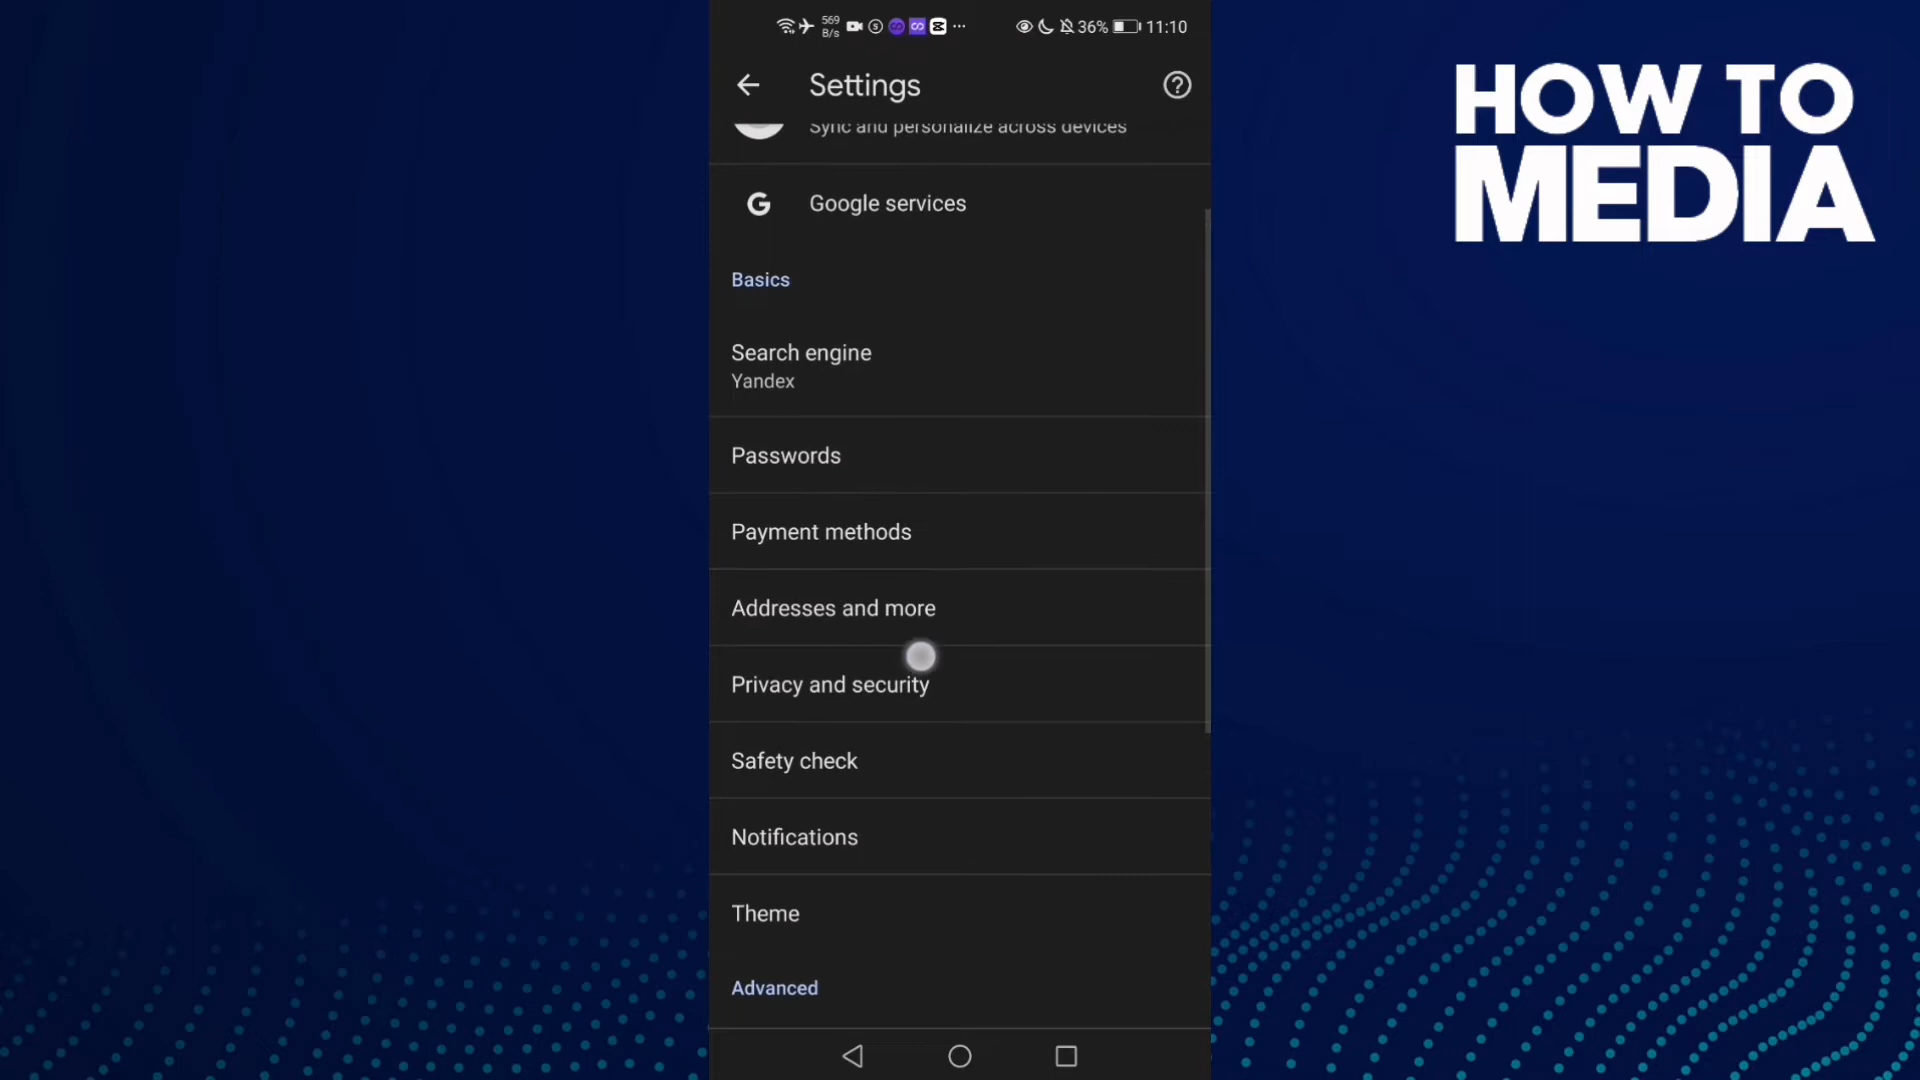 569
B/s
36%
11:10
Settings
Sync and personalize across devices
Google services
Basics
Search engine
Yandex
Passwords
Payment methods
Addresses and more
Privacy and security
Safety check
Notifications
Theme
Advanced
HOW TO
MEDIA